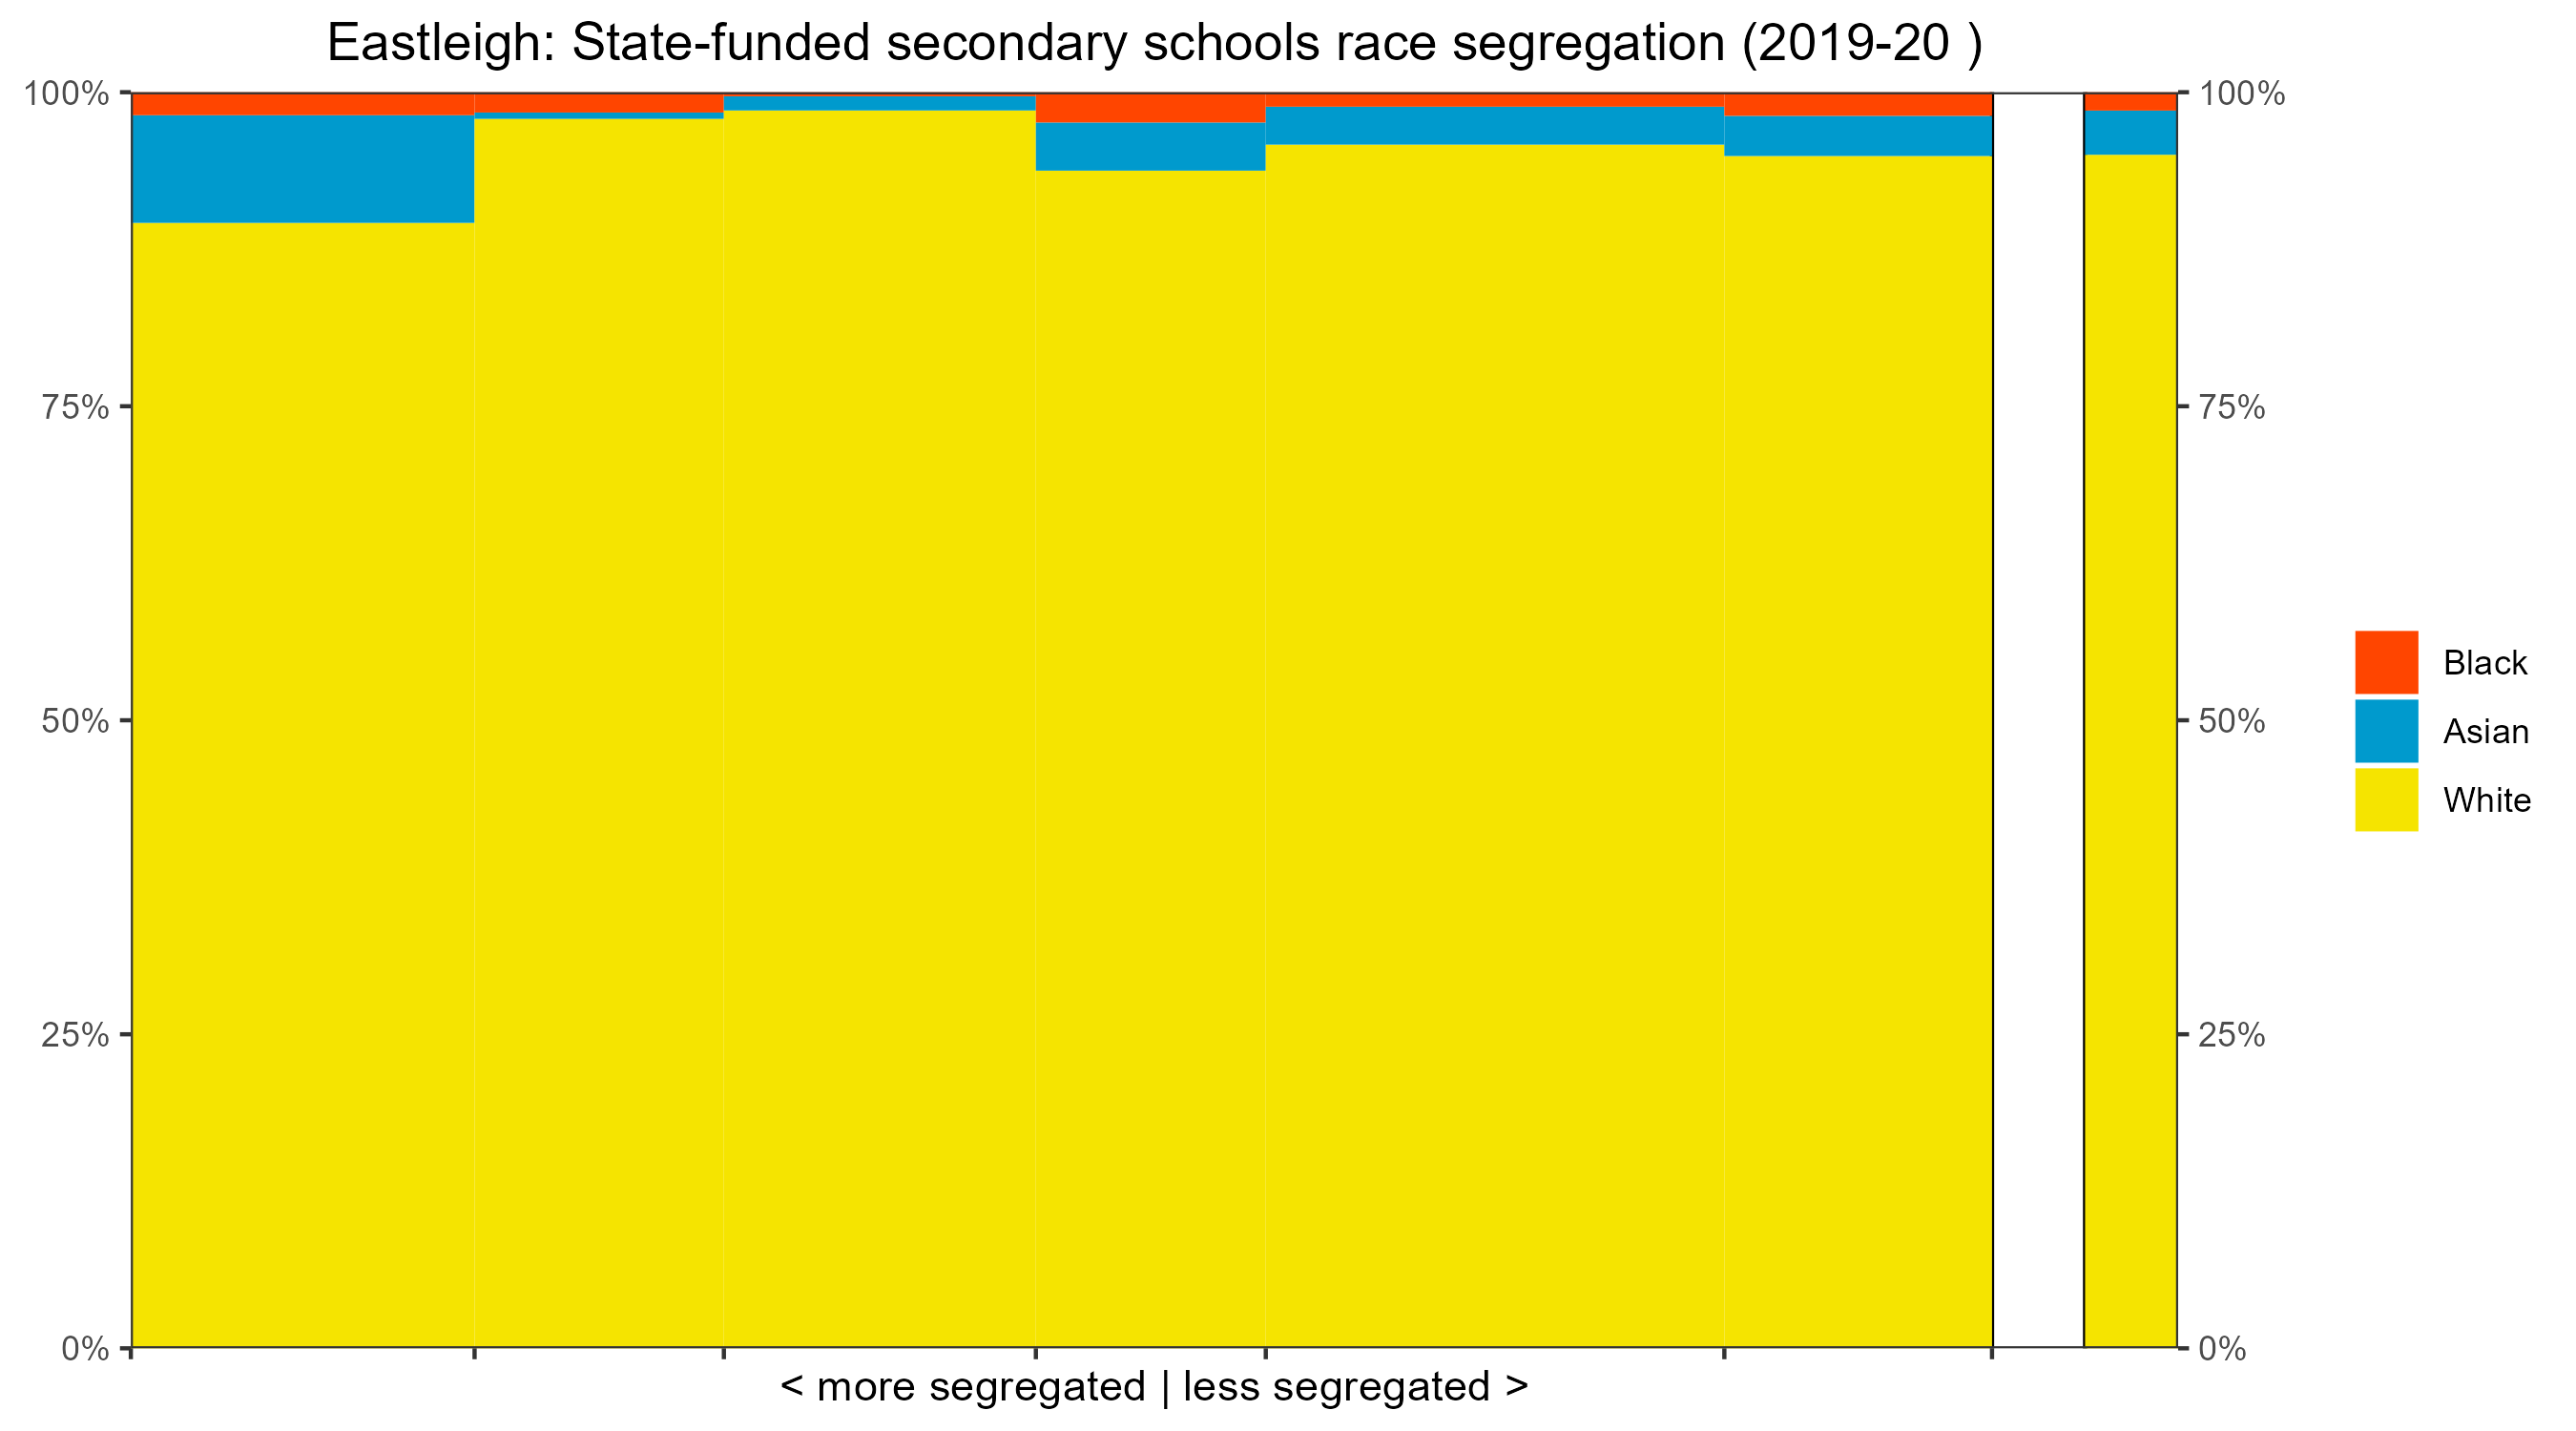 Eastleigh: State-funded secondary schools race segregation (2019-20 )
100%
75%
50%
25%
0%
100%
75%
50%
25%
0%
Black
Asian
White
< more segregated | less segregated >